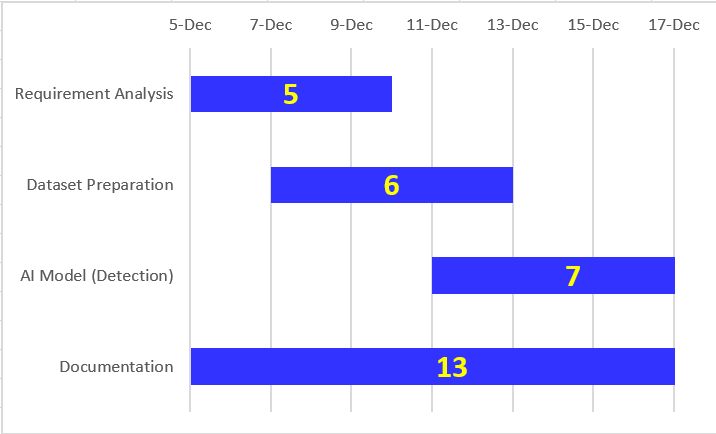 5-Dec 7-Dec 9-Dec 11-Dec 13-Dec 15-Dec 17-Dec
Requirement Analysis 5
Dataset Preparation 6
AI Model (Detection) 7
Documentation 13